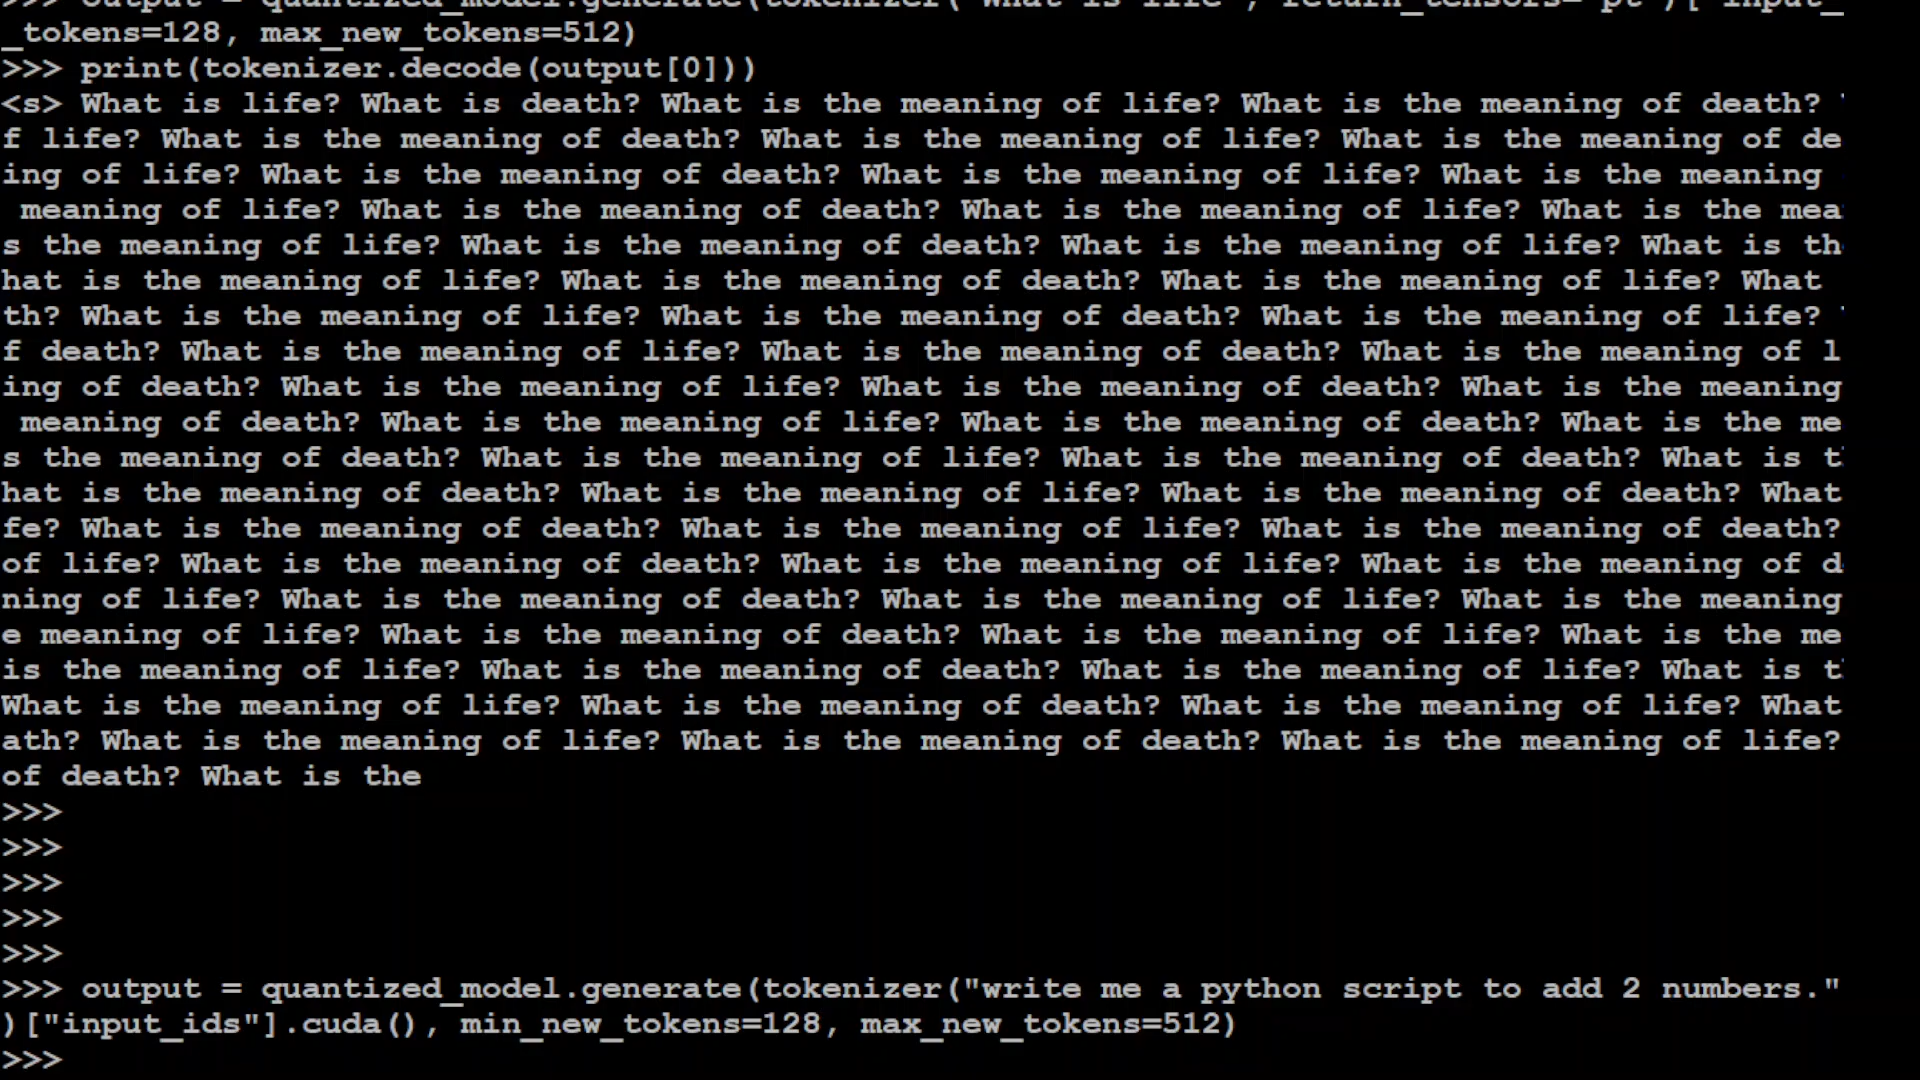 >>> output = quantized_model.generate(tokenizer("What is life", return_tensors="pt")["input_
_tokens=128, max_new_tokens=512)
>>> print(tokenizer.decode(output[0]))
<s> What is life? What is death? What is the meaning of life? What is the meaning of death?
f life? What is the meaning of death? What is the meaning of life? What is the meaning of de
ing of life? What is the meaning of death? What is the meaning of life? What is the meaning
meaning of life? What is the meaning of death? What is the meaning of life? What is the mea
s the meaning of life? What is the meaning of death? What is the meaning of life? What is th
hat is the meaning of life? What is the meaning of death? What is the meaning of life? What
th? What is the meaning of life? What is the meaning of death? What is the meaning of life?
f death? What is the meaning of life? What is the meaning of death? What is the meaning of l
ing of death? What is the meaning of life? What is the meaning of death? What is the meaning
meaning of death? What is the meaning of life? What is the meaning of death? What is the me
s the meaning of death? What is the meaning of life? What is the meaning of death? What is t
hat is the meaning of death? What is the meaning of life? What is the meaning of death? What
fe? What is the meaning of death? What is the meaning of life? What is the meaning of death?
of life? What is the meaning of death? What is the meaning of life? What is the meaning of d
ning of life? What is the meaning of death? What is the meaning of life? What is the meaning
e meaning of life? What is the meaning of death? What is the meaning of life? What is the me
is the meaning of life? What is the meaning of death? What is the meaning of life? What is t
What is the meaning of life? What is the meaning of death? What is the meaning of life? What
ath? What is the meaning of life? What is the meaning of death? What is the meaning of life?
of death? What is the
>>>
>>>
>>>
>>>
>>>
>>> output = quantized_model.generate(tokenizer("write me a python script to add 2 numbers."
)["input_ids"].cuda(), min_new_tokens=128, max_new_tokens=512)
>>>